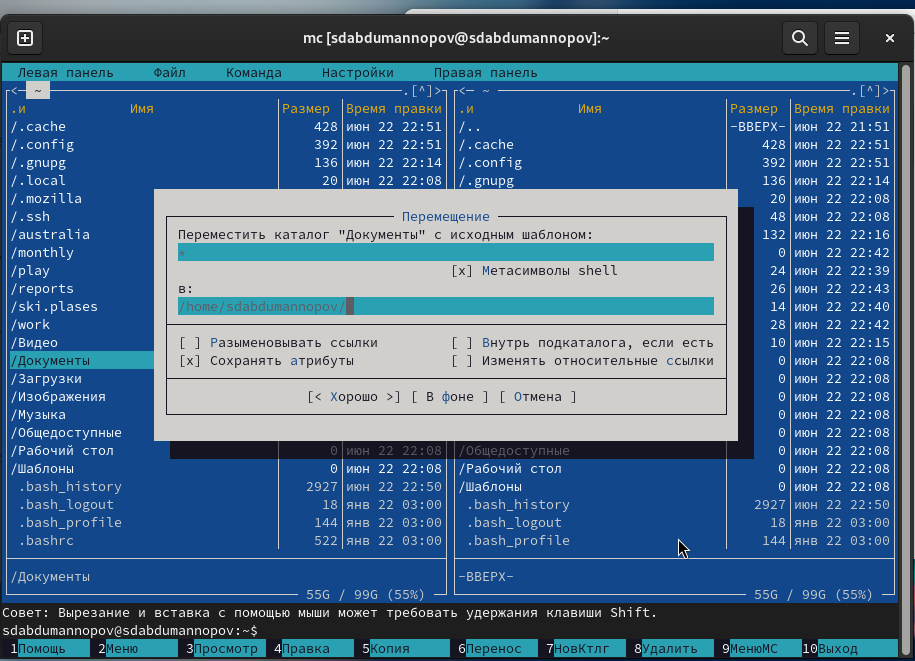 mc [sdabdumannopov@sdabdumannopov]:~
Левая панель Файл Команда Настройки Правая панель
<─ ~ .[^]> <─ ~ .[^]>
.и Имя Размер Время правки .и Имя Размер Время правки
/.cache 428 июн 22 22:51 /.. -ВВЕРХ- июн 22 21:51
/.config 392 июн 22 22:51 /.cache 428 июн 22 22:51
/.gnupg 136 июн 22 22:14 /.config 392 июн 22 22:51
/.local 20 июн 22 22:08 /.gnupg 136 июн 22 22:14
/.mozilla 20 июн 22 22:08
/.ssh Перемещение 48 июн 22 22:08
/australia Переместить каталог "Документы" с исходным шаблоном: 132 июн 22 22:16
/monthly * 0 июн 22 22:42
/play [x] Метасимволы shell 24 июн 22 22:39
/reports в: 26 июн 22 22:43
/ski.plases /home/sdabdumannopov/ 14 июн 22 22:40
/work 28 июн 22 22:42
/Видео [ ] Разыменовывать ссылки [ ] Внутрь подкаталога, если есть 10 июн 22 22:15
/Документы [x] Сохранять атрибуты [ ] Изменять относительные ссылки 0 июн 22 22:08
/Загрузки 0 июн 22 22:08
/Изображения [< Хорошо >] [ В фоне ] [ Отмена ] 0 июн 22 22:08
/Музыка 0 июн 22 22:08
/Общедоступные 0 июн 22 22:08
/Рабочий стол 0 июн 22 22:08 /Общедоступные 0 июн 22 22:08
/Шаблоны 0 июн 22 22:08 /Рабочий стол 0 июн 22 22:08
.bash_history 2927 июн 22 22:50 /Шаблоны 0 июн 22 22:08
.bash_logout 18 янв 22 03:00 .bash_history 2927 июн 22 22:50
.bash_profile 144 янв 22 03:00 .bash_logout 18 янв 22 03:00
.bashrc 522 янв 22 03:00 .bash_profile 144 янв 22 03:00
/Документы -ВВЕРХ-
55G / 99G (55%) 55G / 99G (55%)
Совет: Вырезание и вставка с помощью мыши может требовать удержания клавиши Shift.
sdabdumannopov@sdabdumannopov:~$
1Помощь 2Меню 3Просмотр 4Правка 5Копия 6Перенос 7НовКтлг 8Удалить 9МенюМС 10Выход